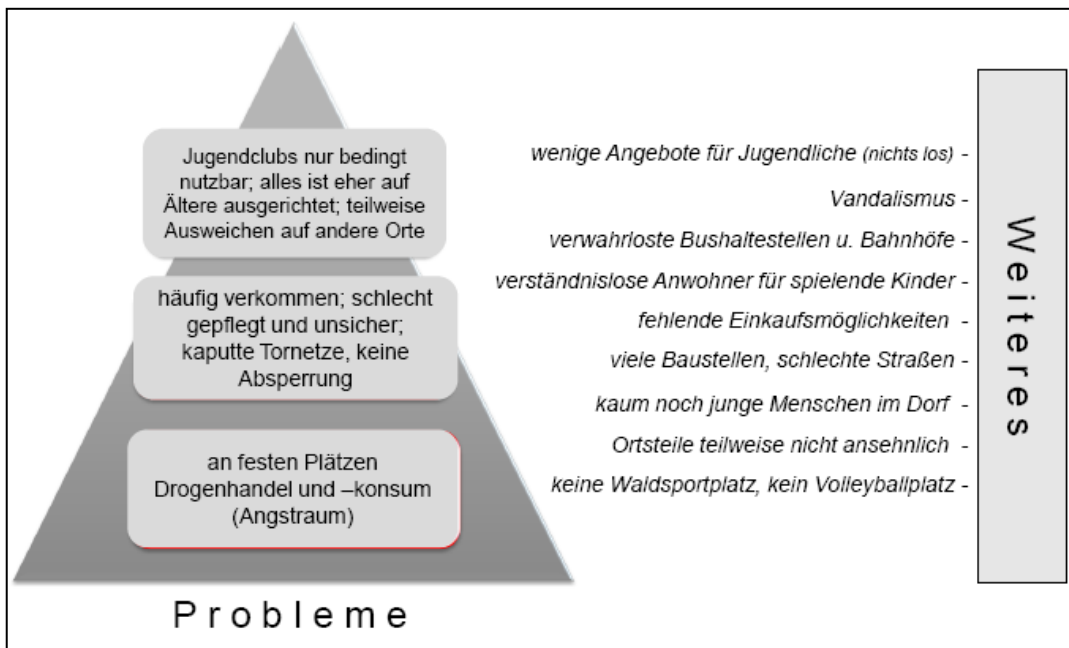 Jugendclubs nur bedingt
nutzbar; alles ist eher auf
Ältere ausgerichtet; teilweise
Ausweichen auf andere Orte
häufig verkommen; schlecht
gepflegt und unsicher;
kaputte Tornetze, keine
Absperrung
an festen Plätzen
Drogenhandel und –konsum
(Angstraum)
Probleme
wenige Angebote für Jugendliche (nichts los) -
Vandalismus -
verwahrloste Bushaltestellen u. Bahnhöfe -
verständnislose Anwohner für spielende Kinder -
fehlende Einkaufsmöglichkeiten -
viele Baustellen, schlechte Straßen -
kaum noch junge Menschen im Dorf -
Ortsteile teilweise nicht ansehnlich -
keine Waldsportplatz, kein Volleyballplatz -
Weiteres